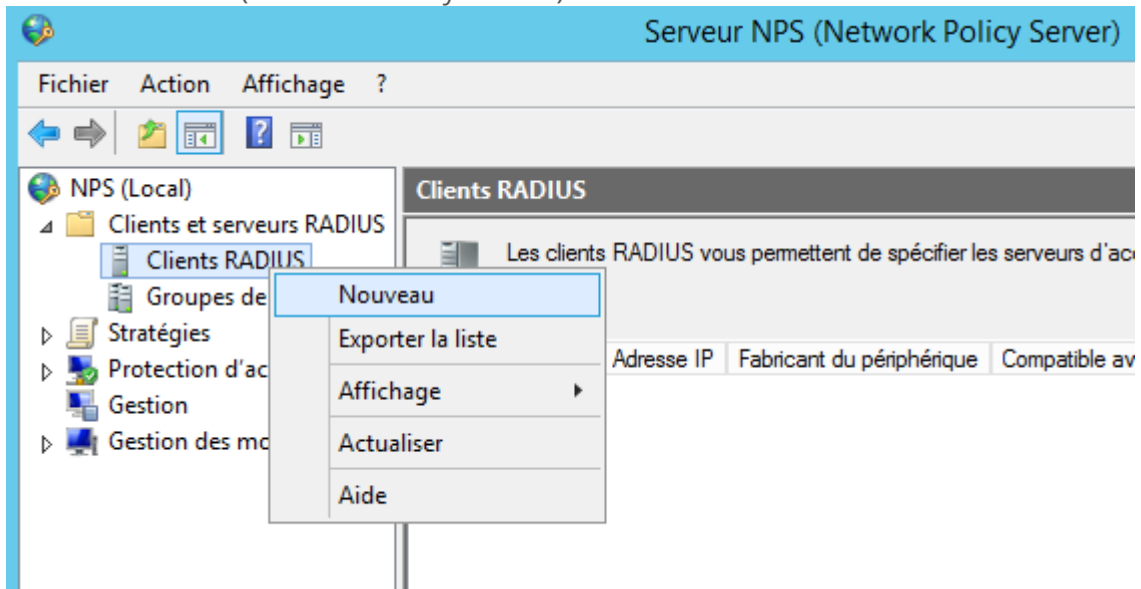 Serveur NPS (Network Policy Server)
Fichier Action Affichage ?
NPS (Local)
Clients et serveurs RADIUS
Clients RADIUS
Groupes de
Stratégies
Protection d'ac
Gestion
Gestion des mo
Nouveau
Exporter la liste
Affichage
Actualiser
Aide
Clients RADIUS
Les clients RADIUS vous permettent de spécifier les serveurs d'acc
Adresse IP Fabricant du périphérique Compatible av